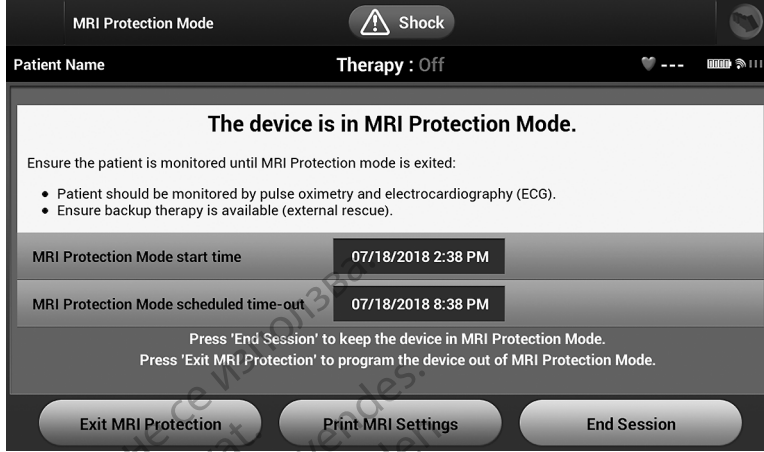 MRI Protection Mode
Shock
Patient Name
Therapy : Off
---
The device is in MRI Protection Mode.
Ensure the patient is monitored until MRI Protection mode is exited:
• Patient should be monitored by pulse oximetry and electrocardiography (ECG).
• Ensure backup therapy is available (external rescue).
MRI Protection Mode start time
07/18/2018 2:38 PM
MRI Protection Mode scheduled time-out
07/18/2018 8:38 PM
Press 'End Session' to keep the device in MRI Protection Mode.
Press 'Exit MRI Protection' to program the device out of MRI Protection Mode.
Exit MRI Protection
Print MRI Settings
End Session
не се